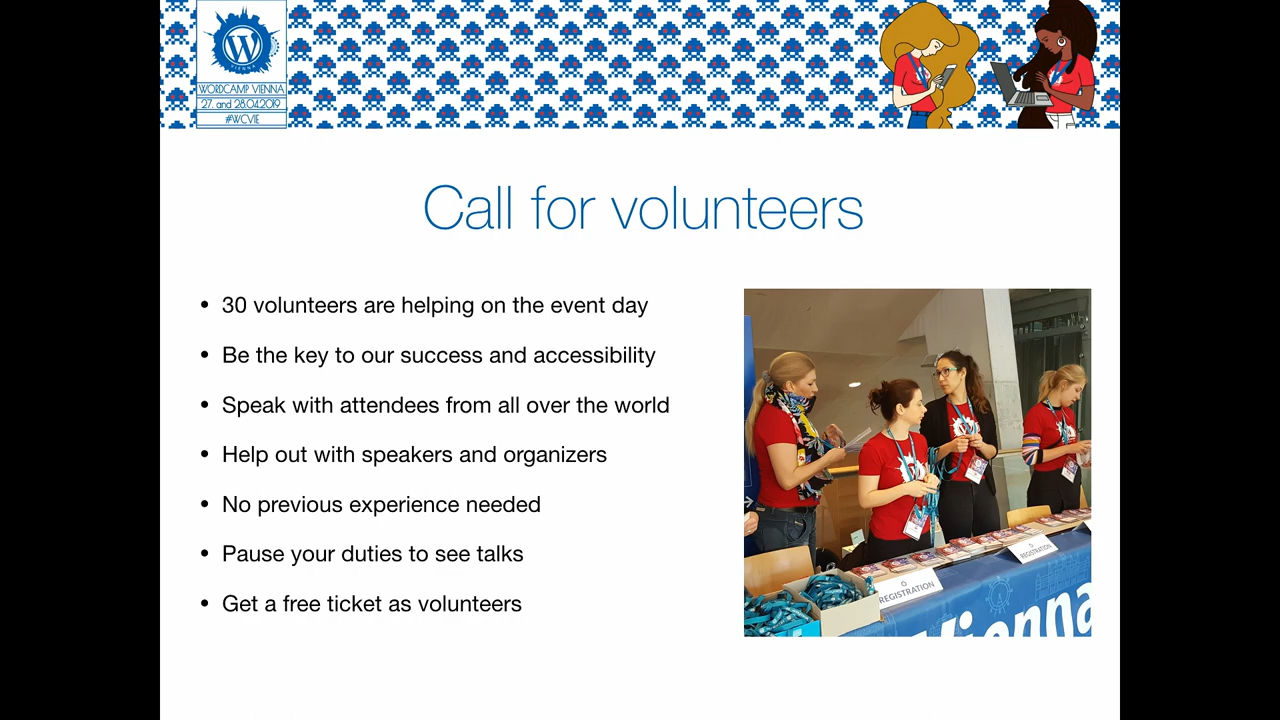 W
VIENNA
WORDCAMP VIENNA
27. and 28.04.2019
#WCVIE
Call for volunteers
• 30 volunteers are helping on the event day
• Be the key to our success and accessibility
• Speak with attendees from all over the world
• Help out with speakers and organizers
• No previous experience needed
• Pause your duties to see talks
• Get a free ticket as volunteers
REGISTRATION
REGISTRATION
Vienna